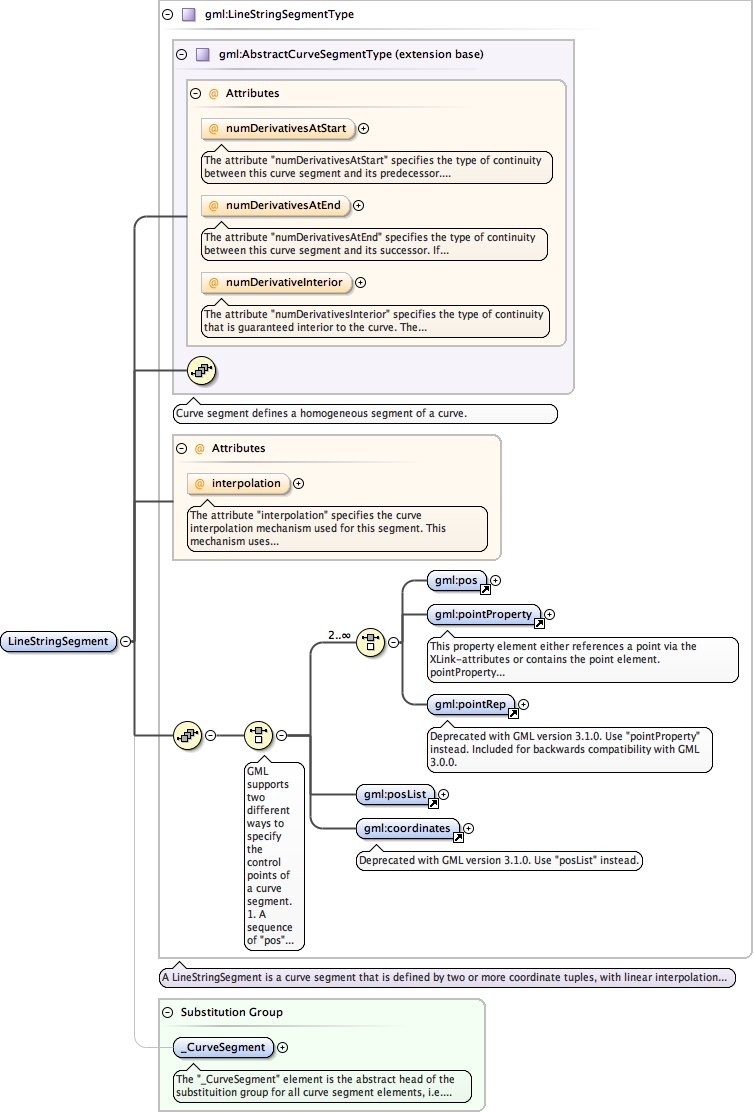 gml:LineStringSegmentType
gml:AbstractCurveSegmentType (extension base)
@ Attributes
@ numDerivativesAtStart
The attribute "numDerivativesAtStart" specifies the type of continuity
between this curve segment and its predecessor....
@ numDerivativesAtEnd
The attribute "numDerivativesAtEnd" specifies the type of continuity
between this curve segment and its successor. If...
@ numDerivativeInterior
The attribute "numDerivativesInterior" specifies the type of continuity
that is guaranteed interior to the curve. The...
Curve segment defines a homogeneous segment of a curve.
@ Attributes
@ interpolation
The attribute "interpolation" specifies the curve
interpolation mechanism used for this segment. This
mechanism uses...
LineStringSegment
2..∞
gml:pos
gml:pointProperty
This property element either references a point via the
XLink-attributes or contains the point element.
pointProperty...
gml:pointRep
Deprecated with GML version 3.1.0. Use "pointProperty"
instead. Included for backwards compatibility with GML
3.0.0.
GML
supports
two
different
ways to
specify
the
control
points of
a curve
segment.
1. A
sequence
of "pos"...
gml:posList
gml:coordinates
Deprecated with GML version 3.1.0. Use "posList" instead.
A LineStringSegment is a curve segment that is defined by two or more coordinate tuples, with linear interpolation...
Substitution Group
_CurveSegment
The "_CurveSegment" element is the abstract head of the
substituition group for all curve segment elements, i.e....